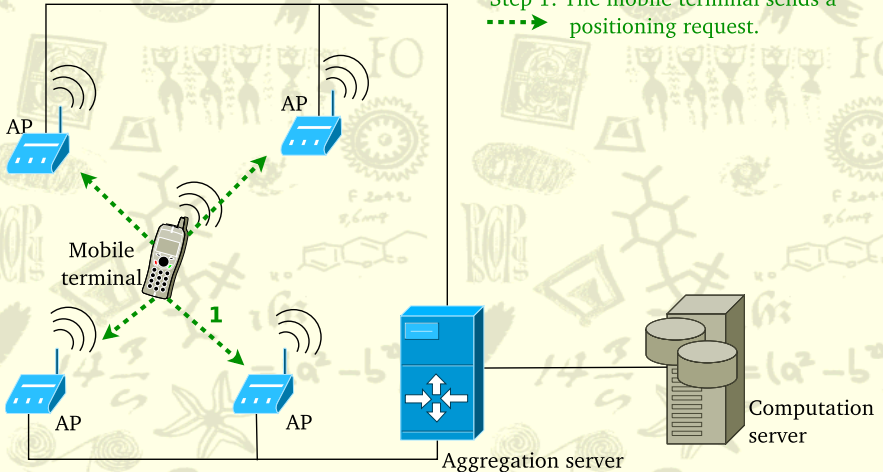 Step 1: The mobile terminal sends a
positioning request.
AP
AP
Mobile
terminal
1
AP
AP
Computation
server
Aggregation server